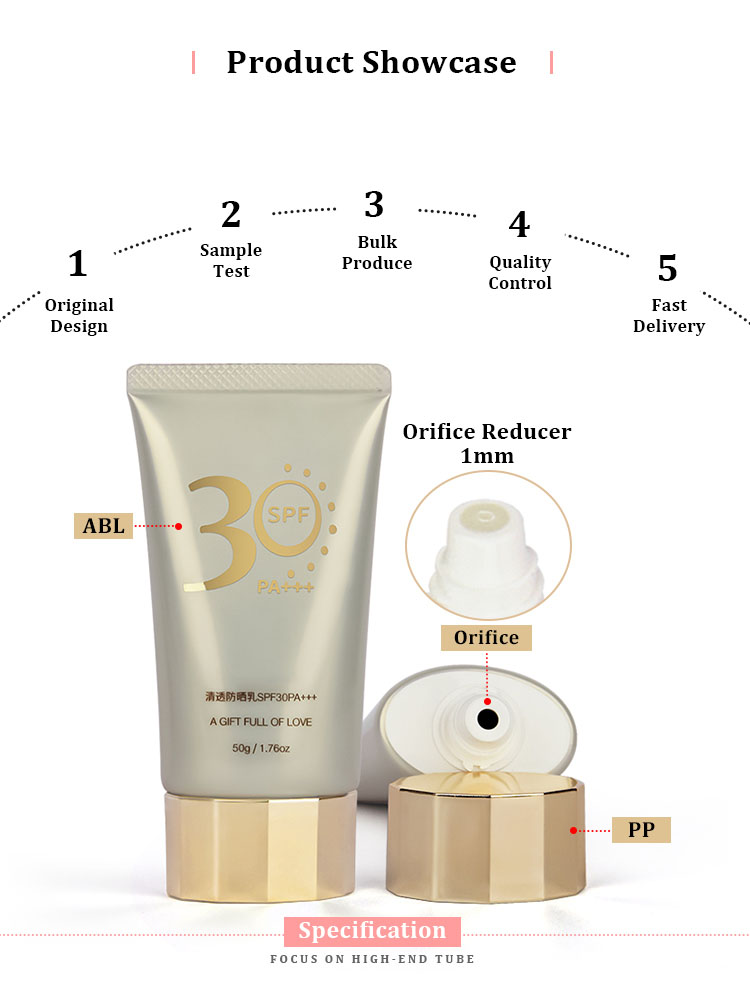 Product Showcase
1
Original
Design
2
Sample
Test
3
Bulk
Produce
4
Quality
Control
5
Fast
Delivery
Orifice Reducer
1mm
ABL
30
SPF
PA+++
Orifice
清透防晒乳SPF30PA+++
A GIFT FULL OF LOVE
50g / 1.76oz
PP
Specification
FOCUS ON HIGH-END TUBE